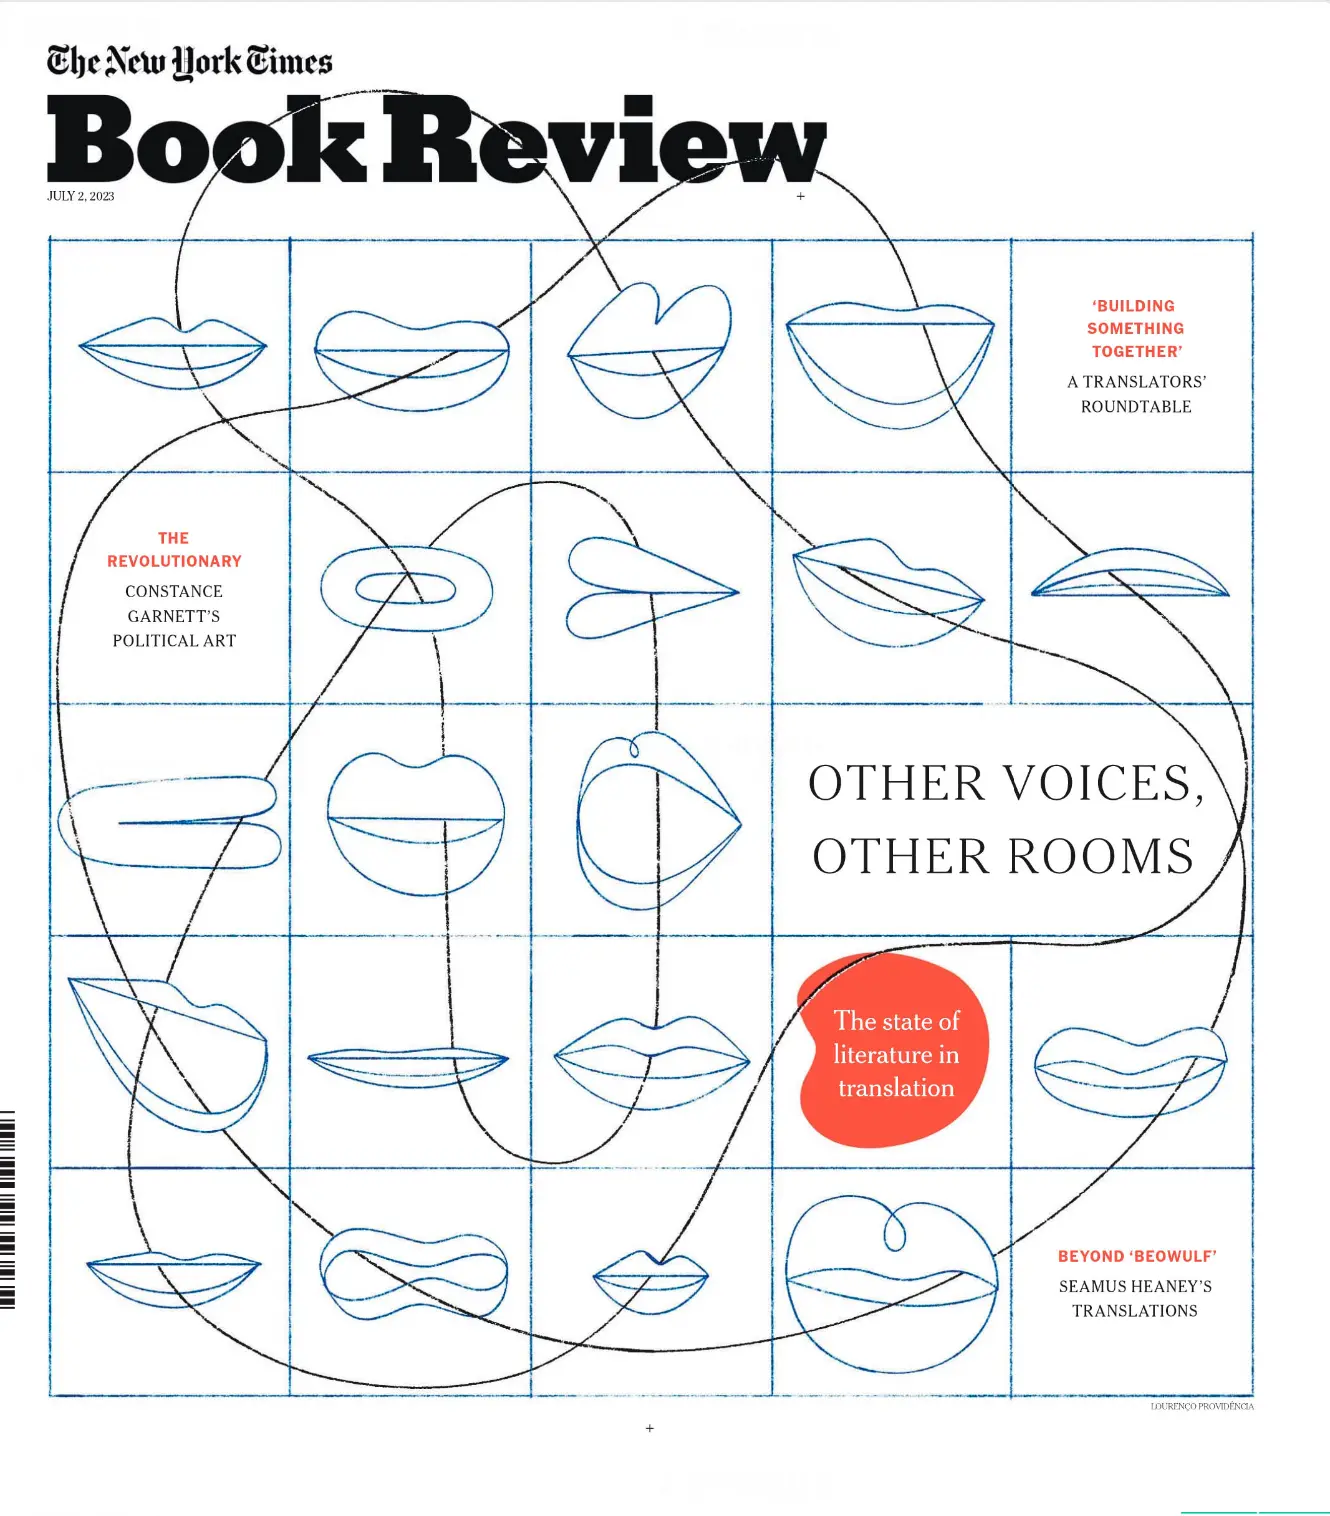 The New York Times
Book Review
JULY 2, 2023
‘BUILDING
SOMETHING
TOGETHER’
A TRANSLATORS’
ROUNDTABLE
THE
REVOLUTIONARY
CONSTANCE
GARNETT’S
POLITICAL ART
OTHER VOICES,
OTHER ROOMS
The state of
literature in
translation
BEYOND ‘BEOWULF’
SEAMUS HEANEY’S
TRANSLATIONS
LOURENÇO PROVIDÊNCIA